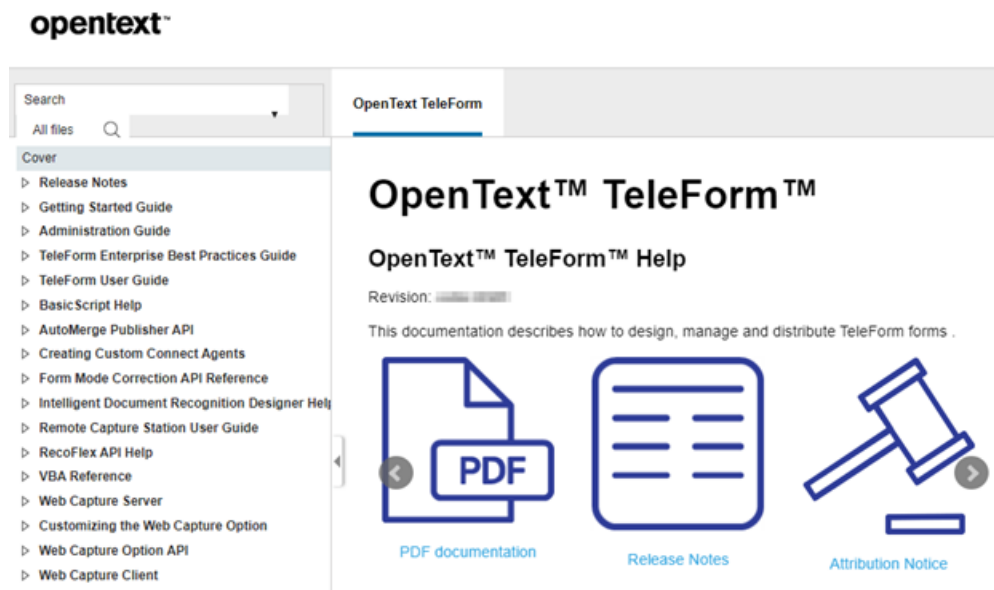 opentext™
Search
All files
OpenText TeleForm
Cover
Release Notes
Getting Started Guide
Administration Guide
TeleForm Enterprise Best Practices Guide
TeleForm User Guide
BasicScript Help
AutoMerge Publisher API
Creating Custom Connect Agents
Form Mode Correction API Reference
Intelligent Document Recognition Designer Help
Remote Capture Station User Guide
RecoFlex API Help
VBA Reference
Web Capture Server
Customizing the Web Capture Option
Web Capture Option API
Web Capture Client
OpenText™ TeleForm™
OpenText™ TeleForm™ Help
Revision:
This documentation describes how to design, manage and distribute TeleForm forms .
PDF
PDF documentation
Release Notes
Attribution Notice